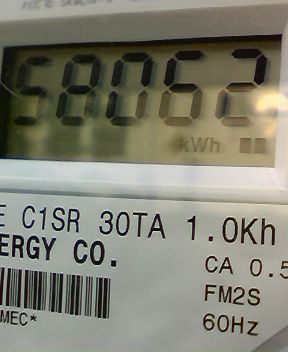 58062
kWh
E C1SR 30TA 1.0Kh
ERGY CO.
CA 0.5
FM2S
MEC*
60Hz